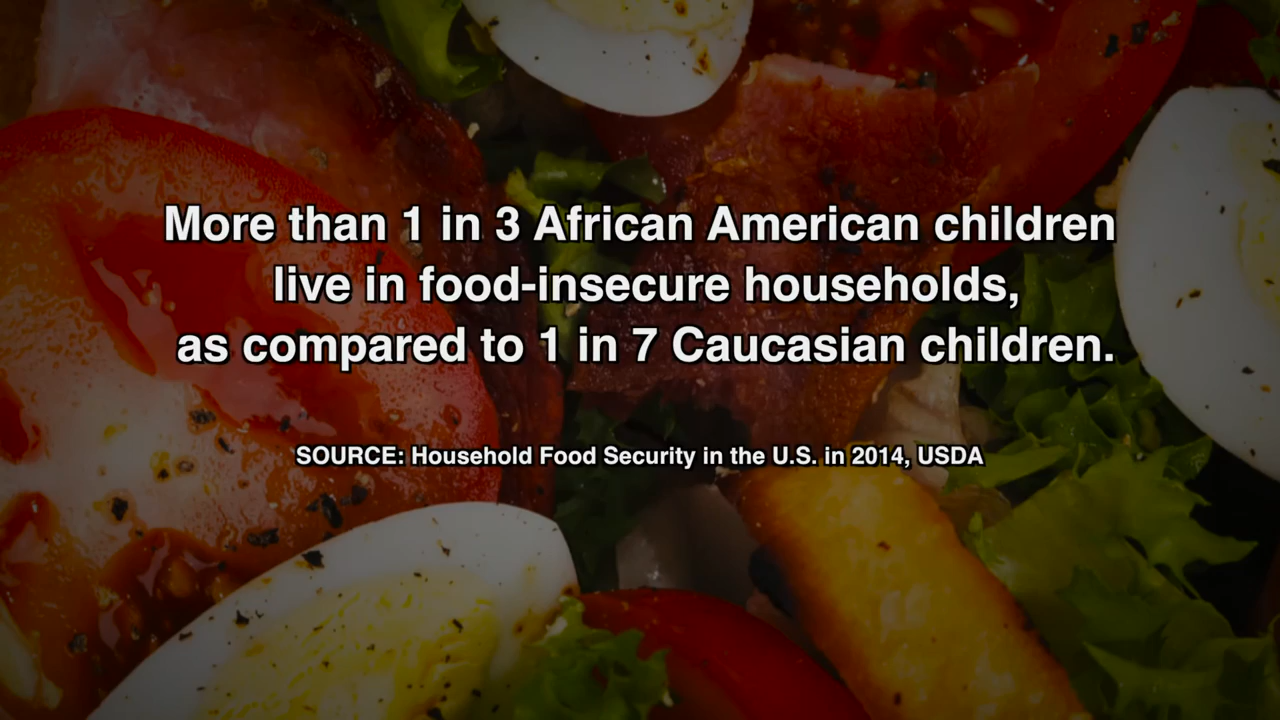 More than 1 in 3 African American children
live in food-insecure households,
as compared to 1 in 7 Caucasian children.
SOURCE: Household Food Security in the U.S. in 2014, USDA